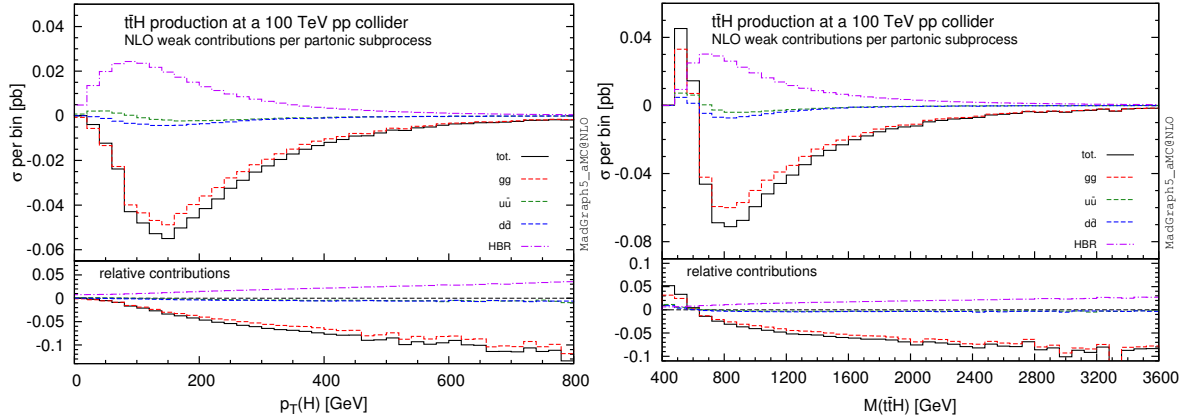 tt̄H production at a 100 TeV pp collider
NLO weak contributions per partonic subprocess
0.04
0.02
0
-0.02
-0.04
-0.06
σ per bin [pb]
tot.
gg
uū
dd̄
HBR
MadGraph5_aMC@NLO
relative contributions
0.05
0
-0.05
-0.1
0 200 400 600 800
p_T(H) [GeV]
tt̄H production at a 100 TeV pp collider
NLO weak contributions per partonic subprocess
0.04
0
-0.04
-0.08
σ per bin [pb]
tot.
gg
uū
dd̄
HBR
MadGraph5_aMC@NLO
relative contributions
0.1
0.05
0
-0.05
-0.1
400 800 1200 1600 2000 2400 2800 3200 3600
M(tt̄H) [GeV]